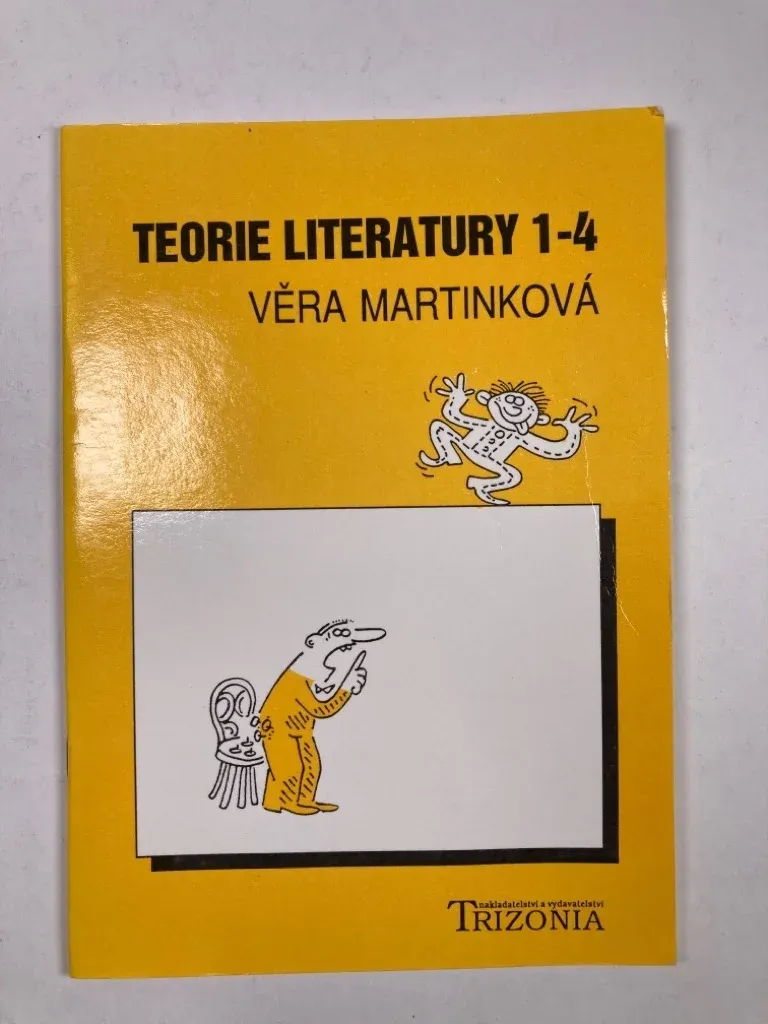 TEORIE LITERATURY 1-4
VĚRA MARTINKOVÁ
nakladatelství a vydavatelství
TRIZONIA